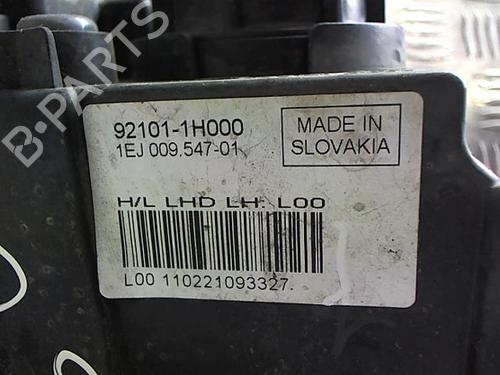 92101-1H000
1EJ 009.547-01
MADE IN
SLOVAKIA
H/L LHD LH: L00
L00 110221093327.
B-PARTS